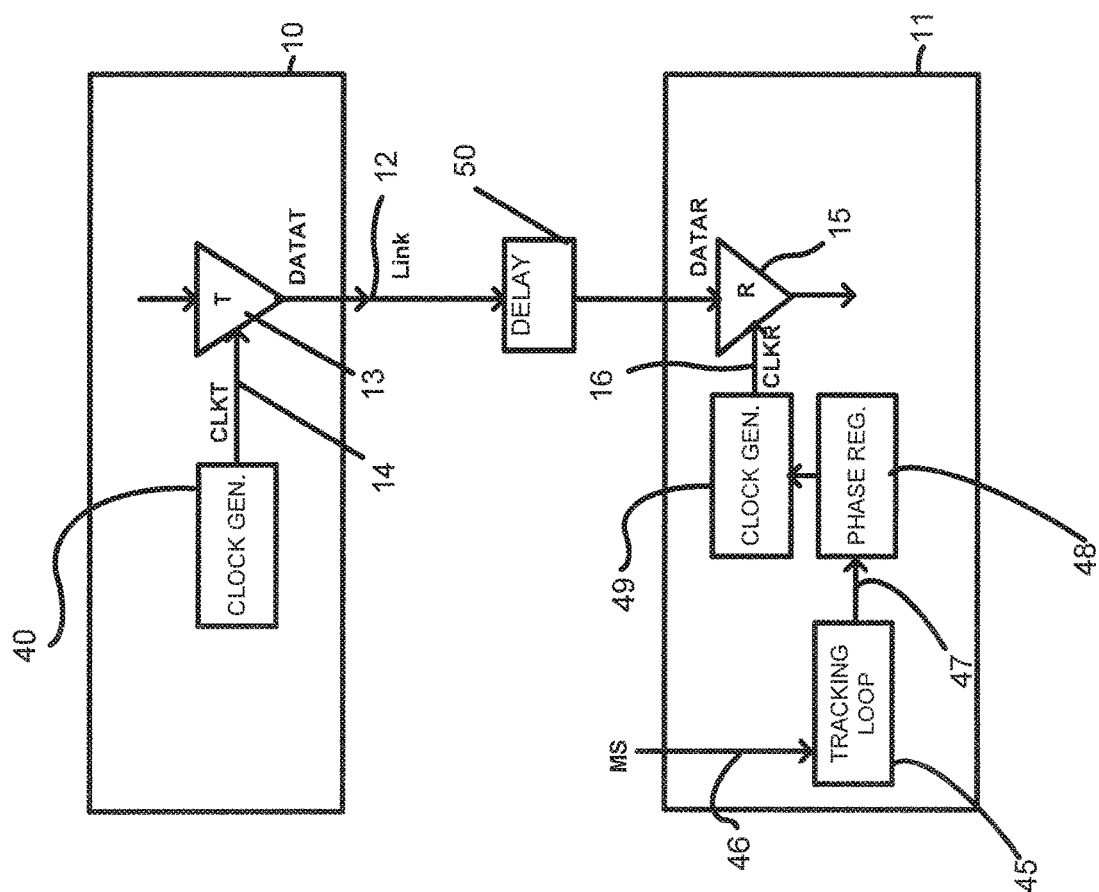 10
T
DATAT
13
CLKT
14
CLOCK GEN.
40
12
Link
50
DELAY
11
DATAR
15
R
16
CLKR
CLOCK GEN.
49
PHASE REG.
48
47
TRACKING
LOOP
MS
46
45